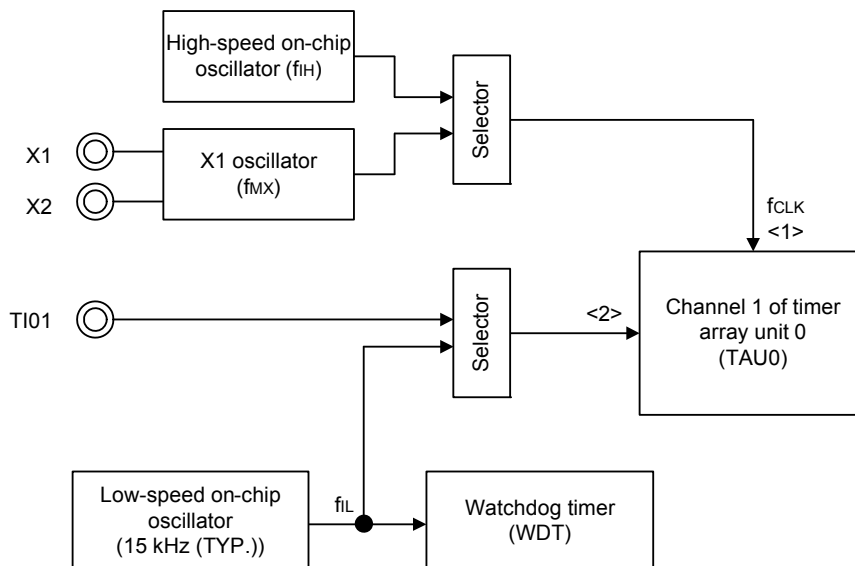 High-speed on-chip
oscillator (fIH)
Selector
X1
X1 oscillator
(fMX)
X2
fCLK
<1>
TI01
Selector
<2>
Channel 1 of timer
array unit 0
(TAU0)
Low-speed on-chip
oscillator
(15 kHz (TYP.))
fIL
Watchdog timer
(WDT)